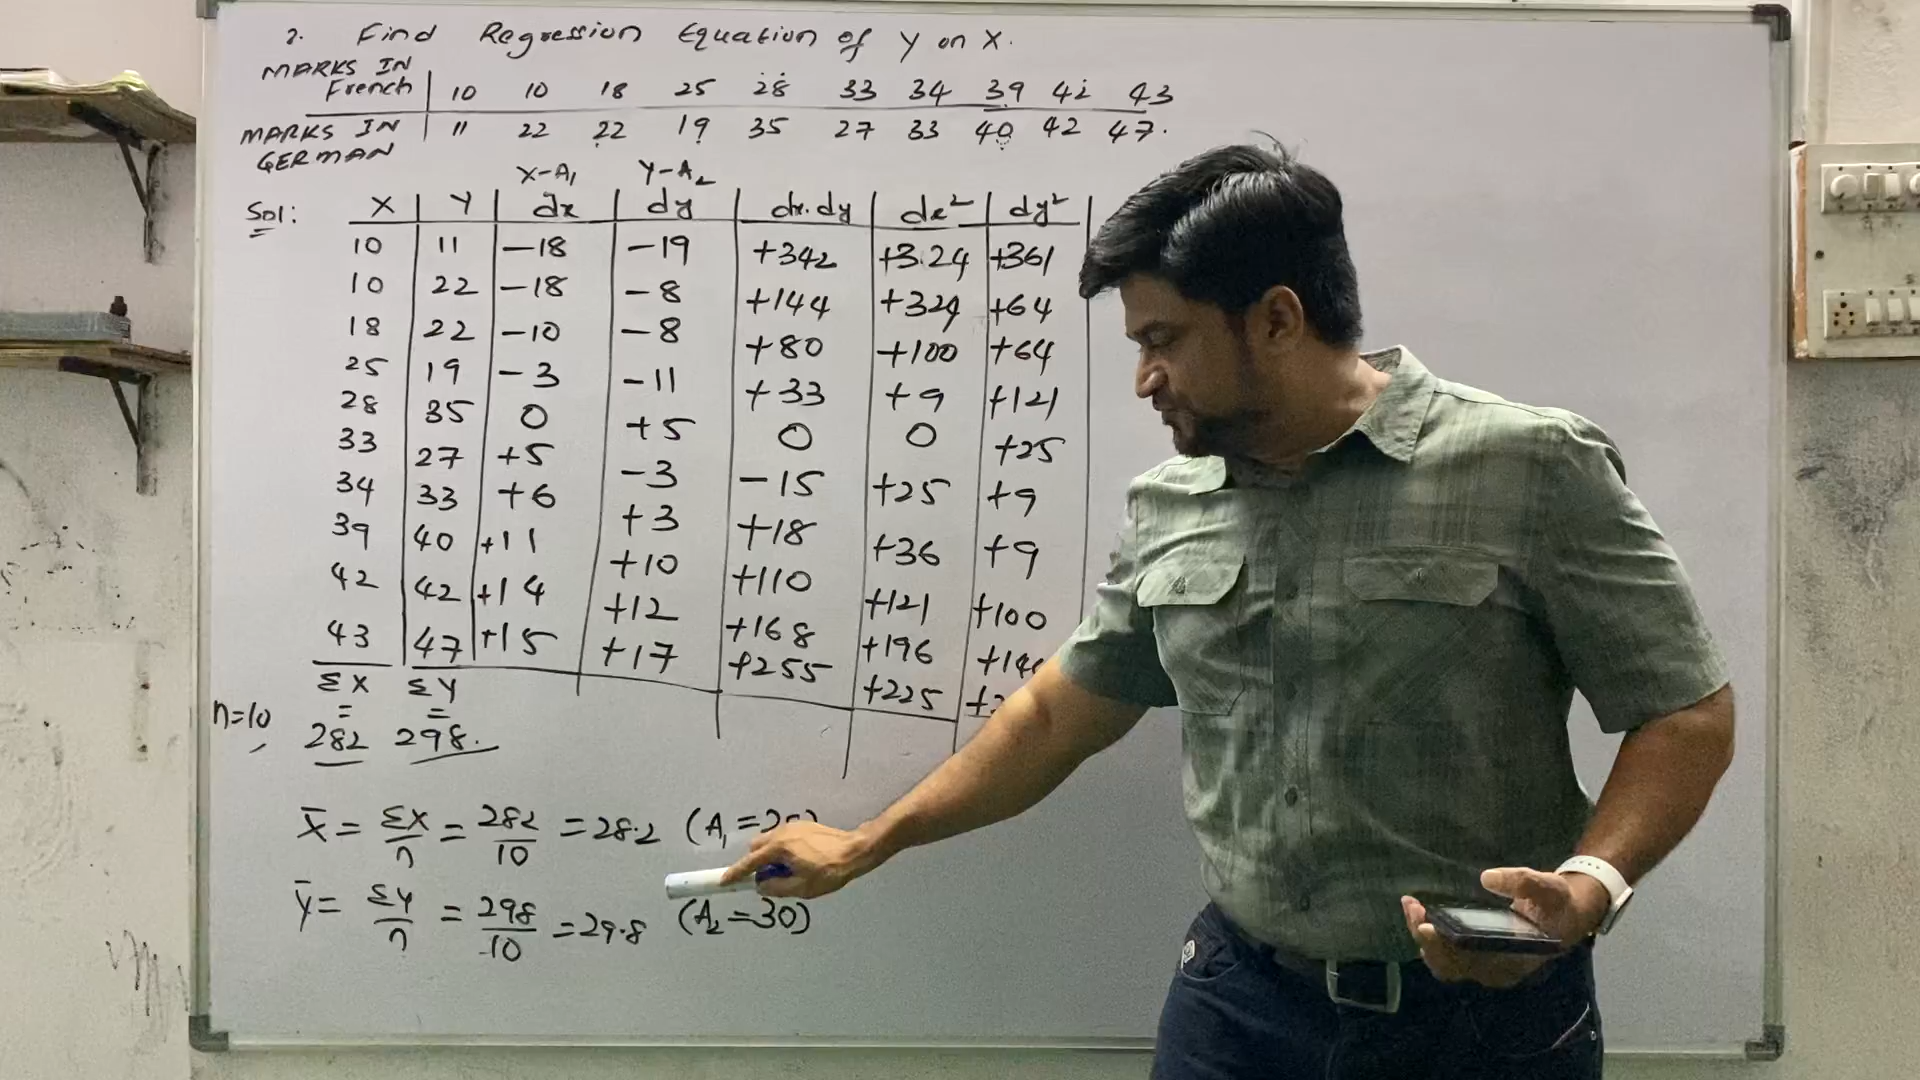 2. Find Regression Equation of Y on X.
MARKS IN French | 10 10 18 25 28 33 34 39 42 43
MARKS IN GERMAN | 11 22 22 19 35 27 33 40 42 47.
X-A₁ Y-A₂
Sol: X | Y | dx | dy | dx.dy | dx² | dy²
10 11 -18 -19 +342 +3.24 +361
10 22 -18 -8 +144 +324 +64
18 22 -10 -8 +80 +100 +64
25 19 -3 -11 +33 +9 +121
28 35 0 +5 0 0 +25
33 27 +5 -3 -15 +25 +9
34 33 +6 +3 +18 +36 +9
39 40 +11 +10 +110 +121 +100
42 42 +14 +12 +168 +196
43 47 +15 +17 +255 +225
ΣX ΣY
n=10, = =
282 298.
X̄ = ΣX/n = 282/10 = 28.2 (A₁ =
Ȳ = ΣY/n = 298/10 = 29.8 (A₂ = 30)